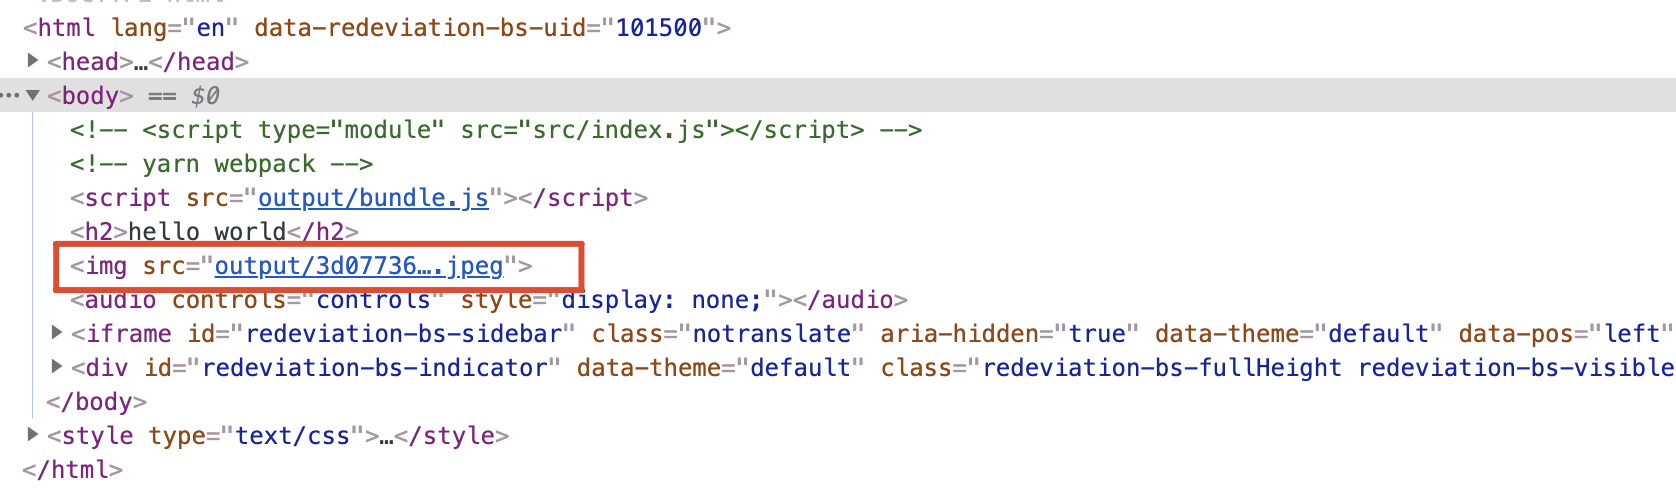 <html lang="en" data-redeviation-bs-uid="101500">
<head>…</head>
<body> == $0
<!-- <script type="module" src="src/index.js"></script> -->
<!-- yarn webpack -->
<script src="output/bundle.js"></script>
<h2>hello world</h2>
<img src="output/3d07736….jpeg">
<audio controls="controls" style="display: none;"></audio>
<iframe id="redeviation-bs-sidebar" class="notranslate" aria-hidden="true" data-theme="default" data-pos="left"
<div id="redeviation-bs-indicator" data-theme="default" class="redeviation-bs-fullHeight redeviation-bs-visible
</body>
<style type="text/css">…</style>
</html>